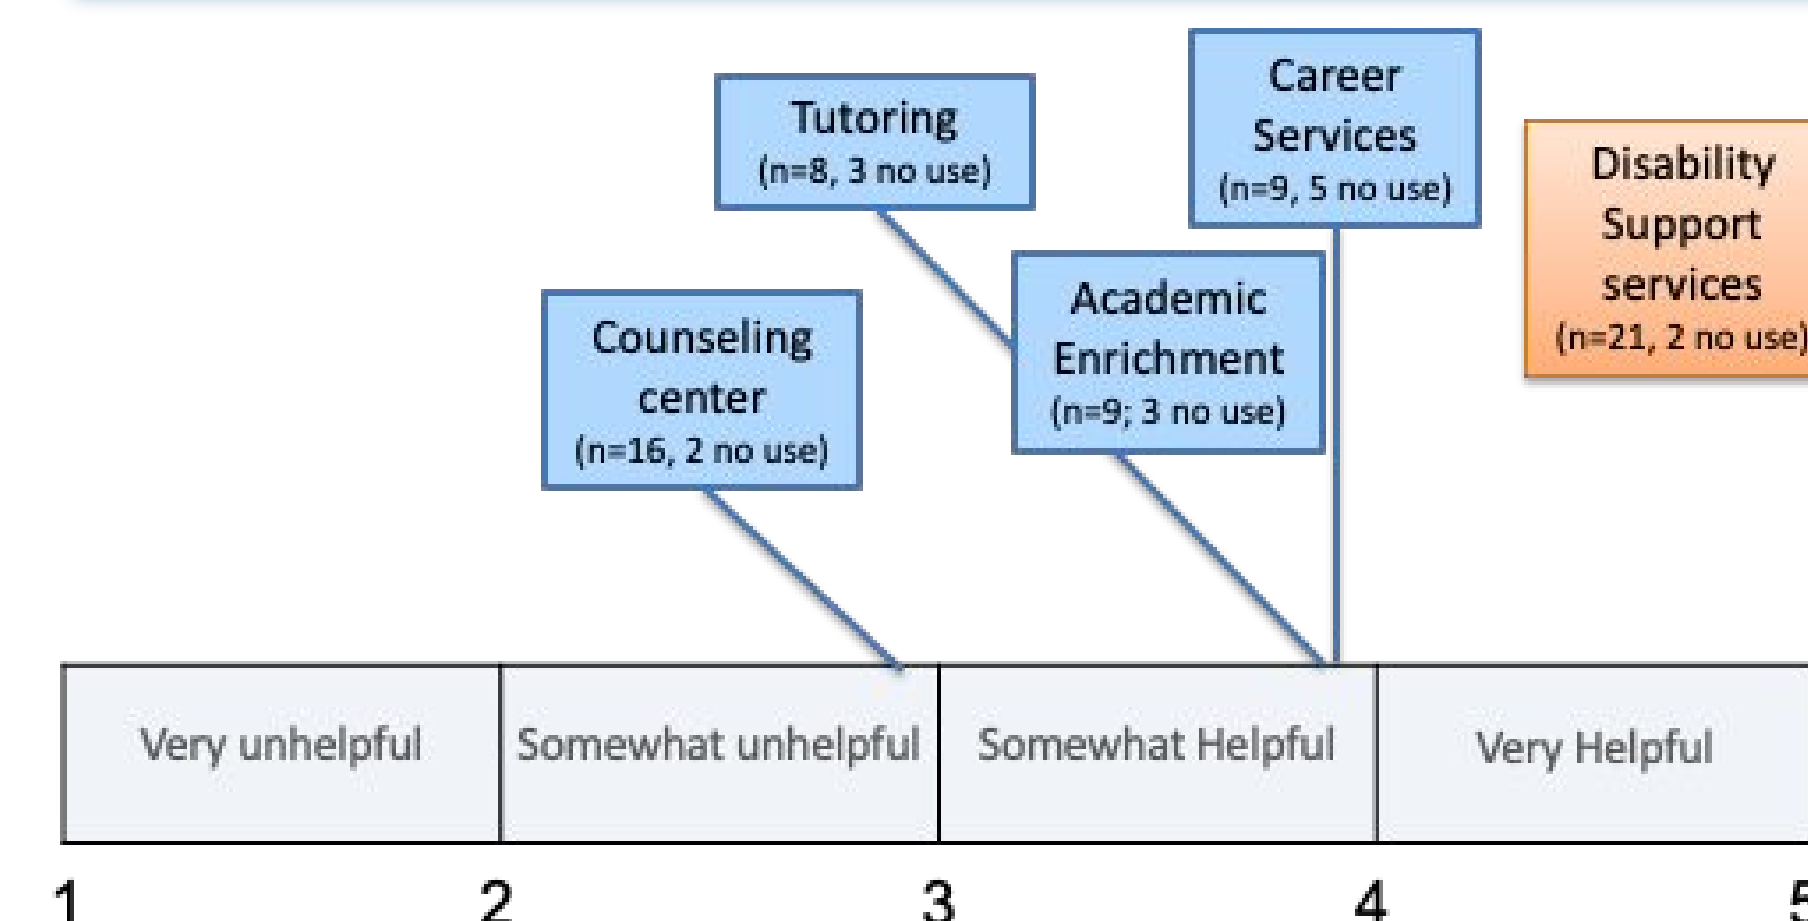 Career
Services
(n=9, 5 no use)
Tutoring
(n=8, 3 no use)
Disability
Support
services
(n=21, 2 no use)
Academic
Enrichment
(n=9; 3 no use)
Counseling
center
(n=16, 2 no use)
Very unhelpful
Somewhat unhelpful
Somewhat Helpful
Very Helpful
1
2
3
4
5